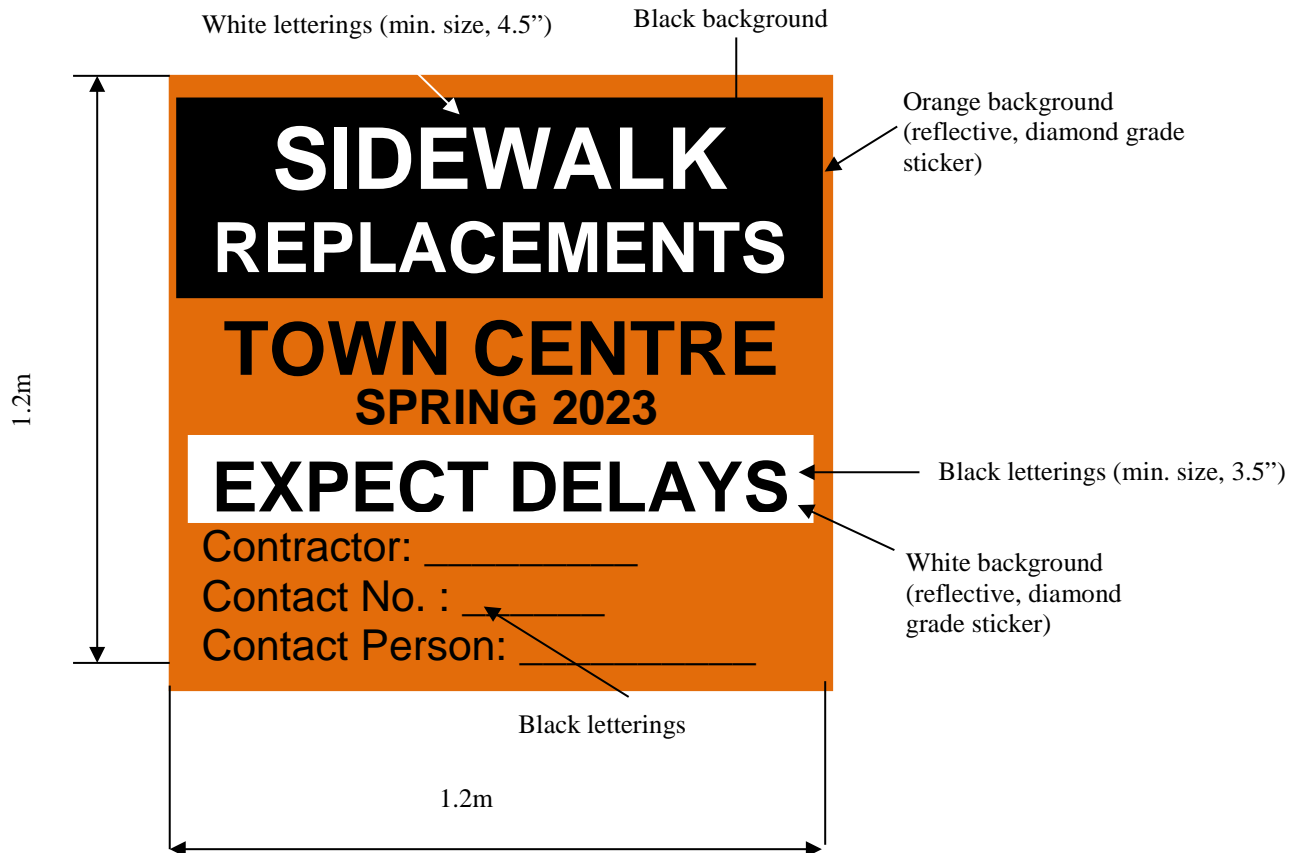 White letterings (min. size, 4.5”)
Black background
Orange background
(reflective, diamond grade
sticker)
SIDEWALK
REPLACEMENTS
TOWN CENTRE
SPRING 2023
1.2m
EXPECT DELAYS
Black letterings (min. size, 3.5”)
White background
(reflective, diamond
grade sticker)
Contractor: _________
Contact No. : ______
Contact Person: __________
Black letterings
1.2m